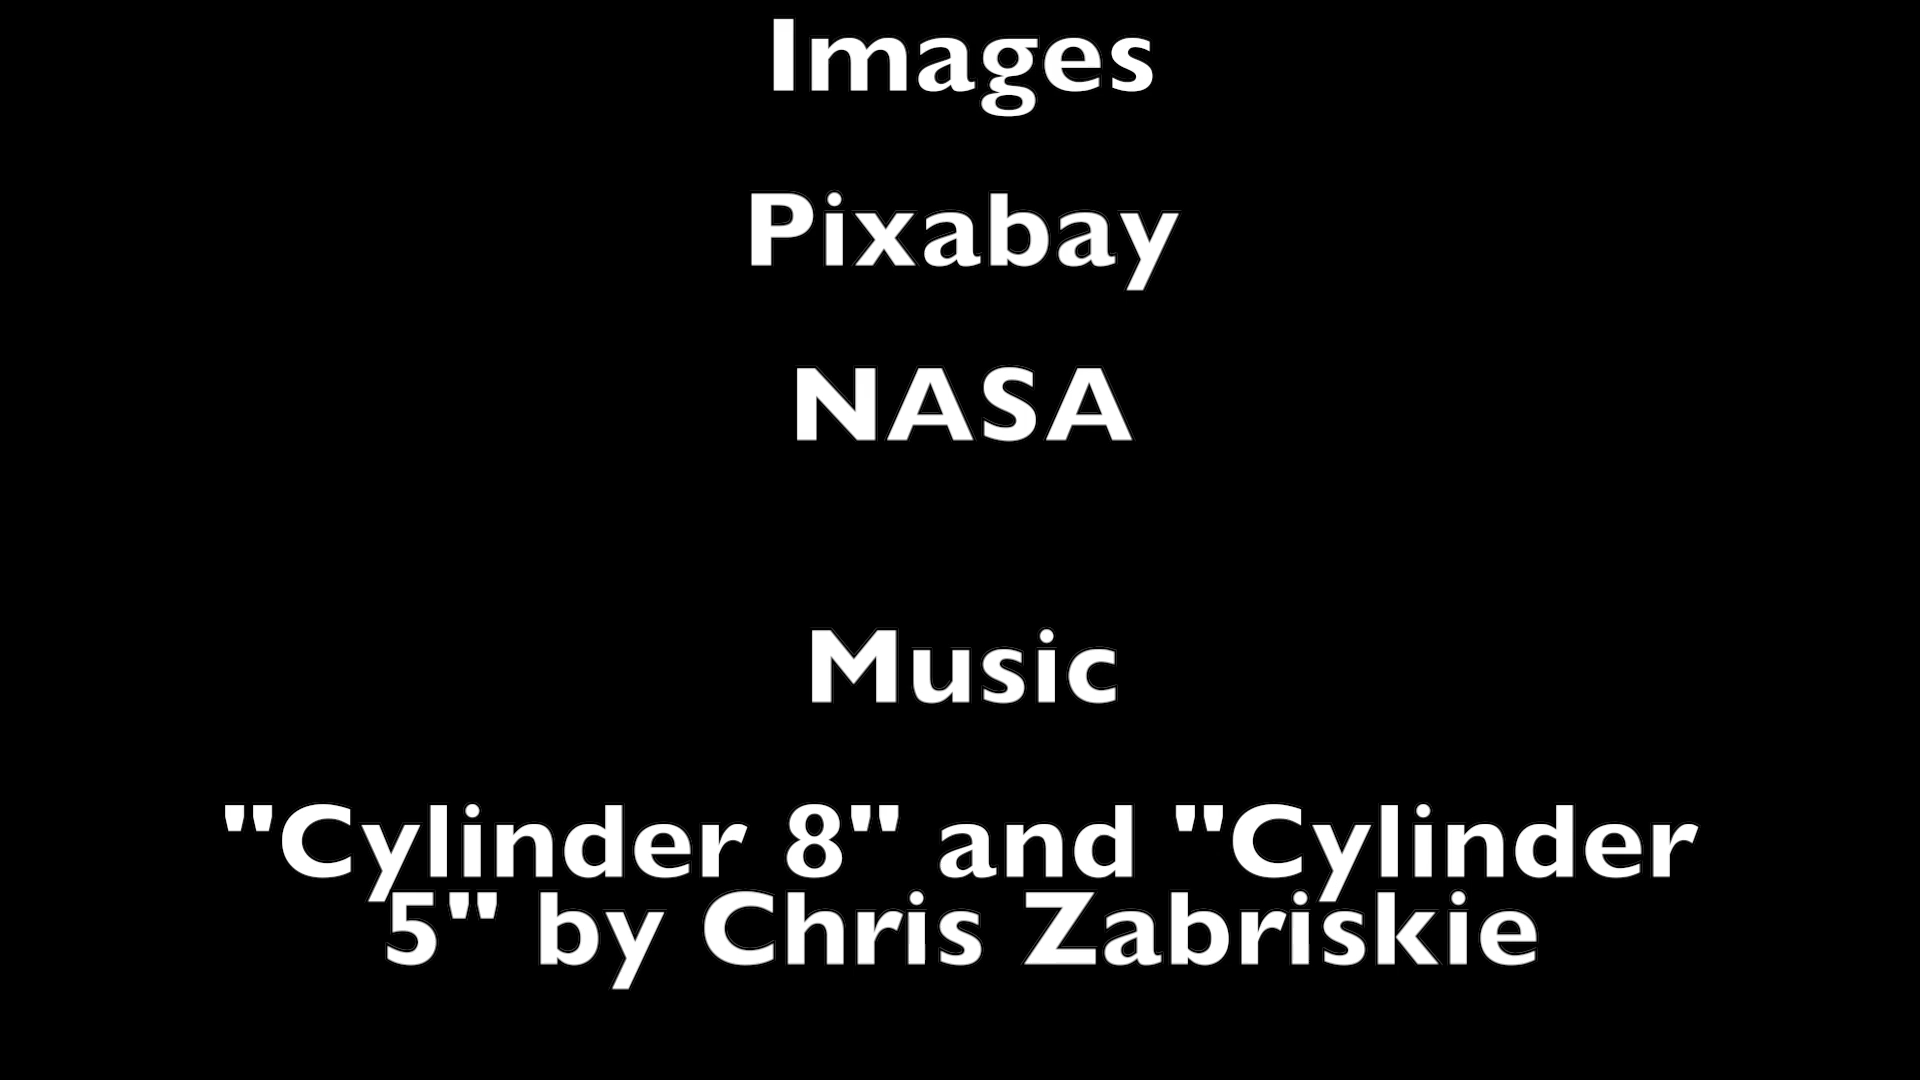 Images
Pixabay
NASA
Music
"Cylinder 8" and "Cylinder
5" by Chris Zabriskie